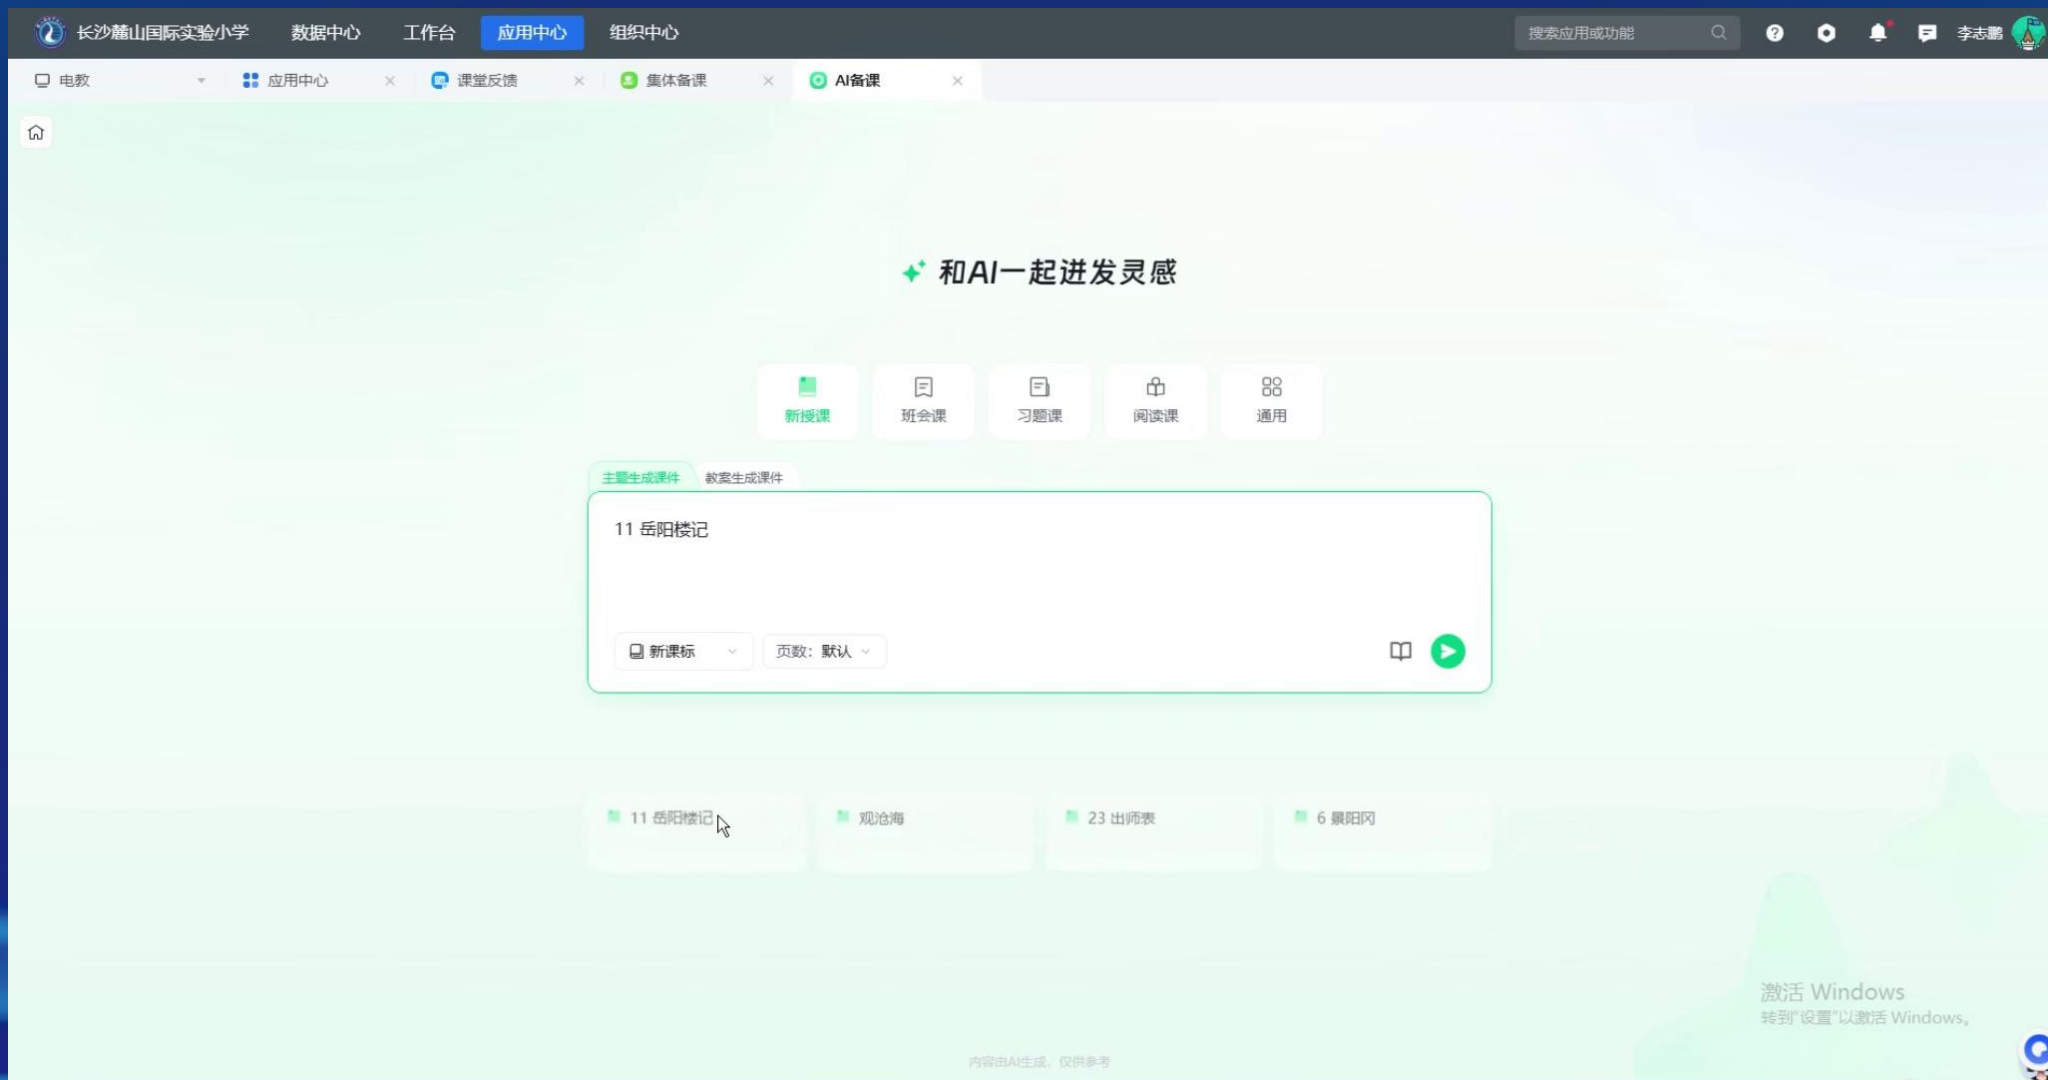 长沙麓山国际实验小学 数据中心 工作台 应用中心 组织中心 搜索应用或功能 李志鹏
电教 应用中心 课堂反馈 集体备课 AI备课
和AI一起迸发灵感
新授课 班会课 习题课 阅读课 通用
主题生成课件 教案生成课件
11 岳阳楼记
新课标 页数：默认
11 岳阳楼记 观沧海 23 出师表 6 景阳冈
激活 Windows
转到"设置"以激活 Windows。
内容由AI生成，仅供参考